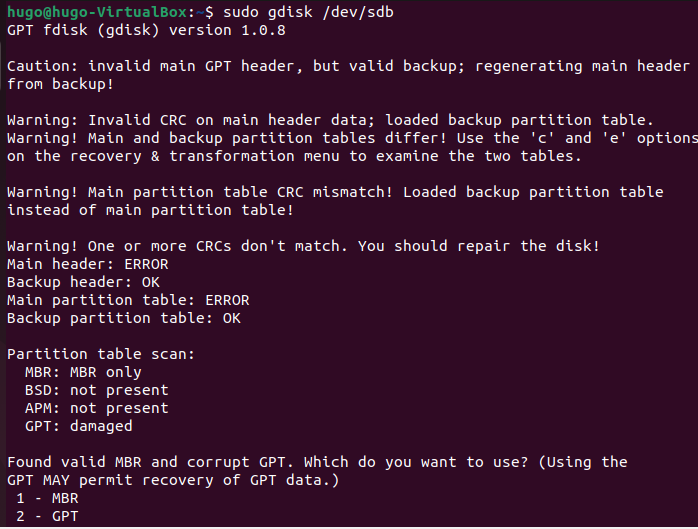 hugo@hugo-VirtualBox:~$ sudo gdisk /dev/sdb
GPT fdisk (gdisk) version 1.0.8
Caution: invalid main GPT header, but valid backup; regenerating main header
from backup!
Warning: Invalid CRC on main header data; loaded backup partition table.
Warning! Main and backup partition tables differ! Use the 'c' and 'e' options
on the recovery & transformation menu to examine the two tables.
Warning! Main partition table CRC mismatch! Loaded backup partition table
instead of main partition table!
Warning! One or more CRCs don't match. You should repair the disk!
Main header: ERROR
Backup header: OK
Main partition table: ERROR
Backup partition table: OK
Partition table scan:
  MBR: MBR only
  BSD: not present
  APM: not present
  GPT: damaged
Found valid MBR and corrupt GPT. Which do you want to use? (Using the
GPT MAY permit recovery of GPT data.)
 1 - MBR
 2 - GPT